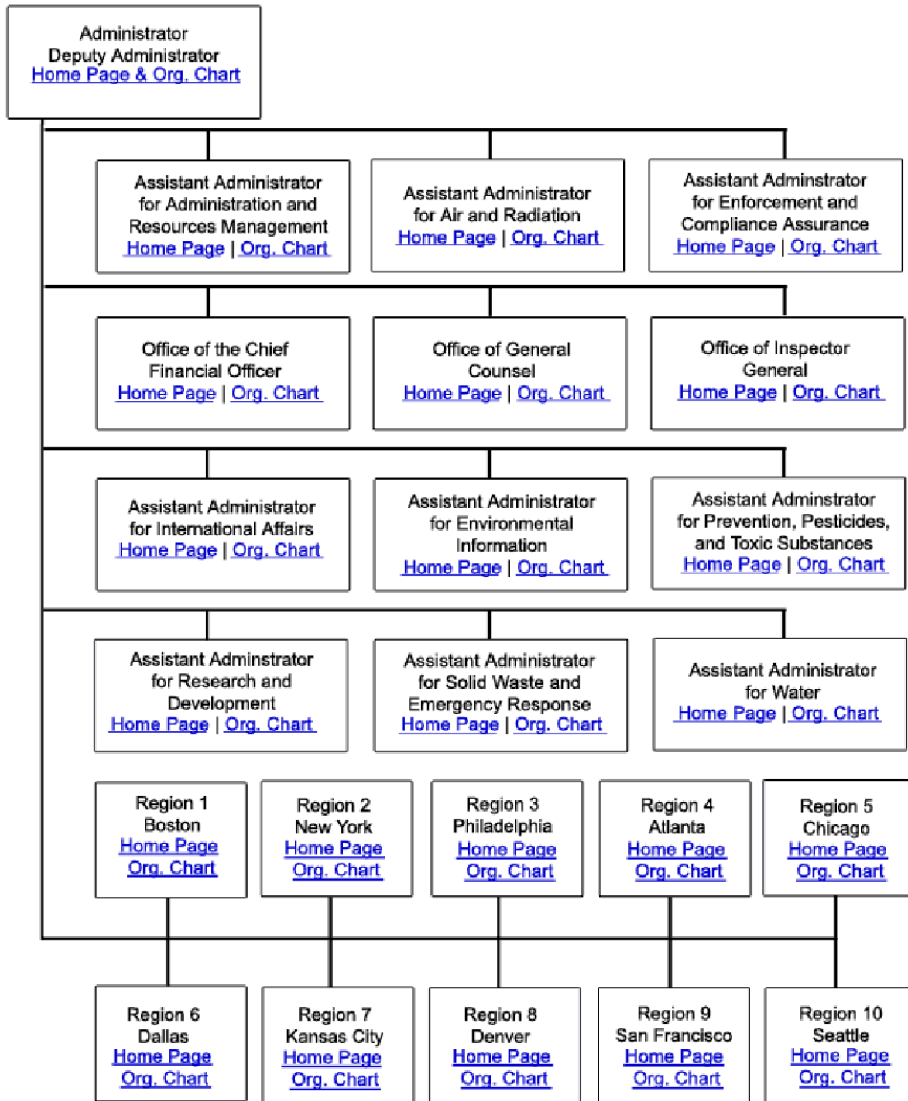 Administrator
Deputy Administrator
Home Page & Org. Chart
Assistant Administrator
for Administration and
Resources Management
Home Page | Org. Chart
Assistant Administrator
for Air and Radiation
Home Page | Org. Chart
Assistant Adminstrator
for Enforcement and
Compliance Assurance
Home Page | Org. Chart
Office of the Chief
Financial Officer
Home Page | Org. Chart
Office of General
Counsel
Home Page | Org. Chart
Office of Inspector
General
Home Page | Org. Chart
Assistant Administrator
for International Affairs
Home Page | Org. Chart
Assistant Administrator
for Environmental
Information
Home Page | Org. Chart
Assistant Adminstrator
for Prevention, Pesticides,
and Toxic Substances
Home Page | Org. Chart
Assistant Adminstrator
for Research and
Development
Home Page | Org. Chart
Assistant Administrator
for Solid Waste and
Emergency Response
Home Page | Org. Chart
Assistant Administrator
for Water
Home Page | Org. Chart
Region 1
Boston
Home Page
Org. Chart
Region 2
New York
Home Page
Org. Chart
Region 3
Philadelphia
Home Page
Org. Chart
Region 4
Atlanta
Home Page
Org. Chart
Region 5
Chicago
Home Page
Org. Chart
Region 6
Dallas
Home Page
Org. Chart
Region 7
Kansas City
Home Page
Org. Chart
Region 8
Denver
Home Page
Org. Chart
Region 9
San Francisco
Home Page
Org. Chart
Region 10
Seattle
Home Page
Org. Chart